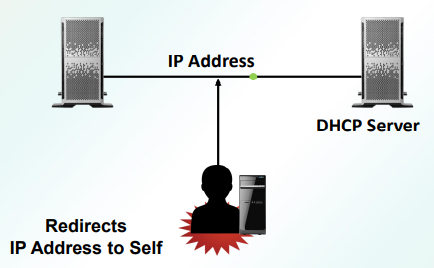 IP Address
DHCP Server
Redirects
IP Address to Self